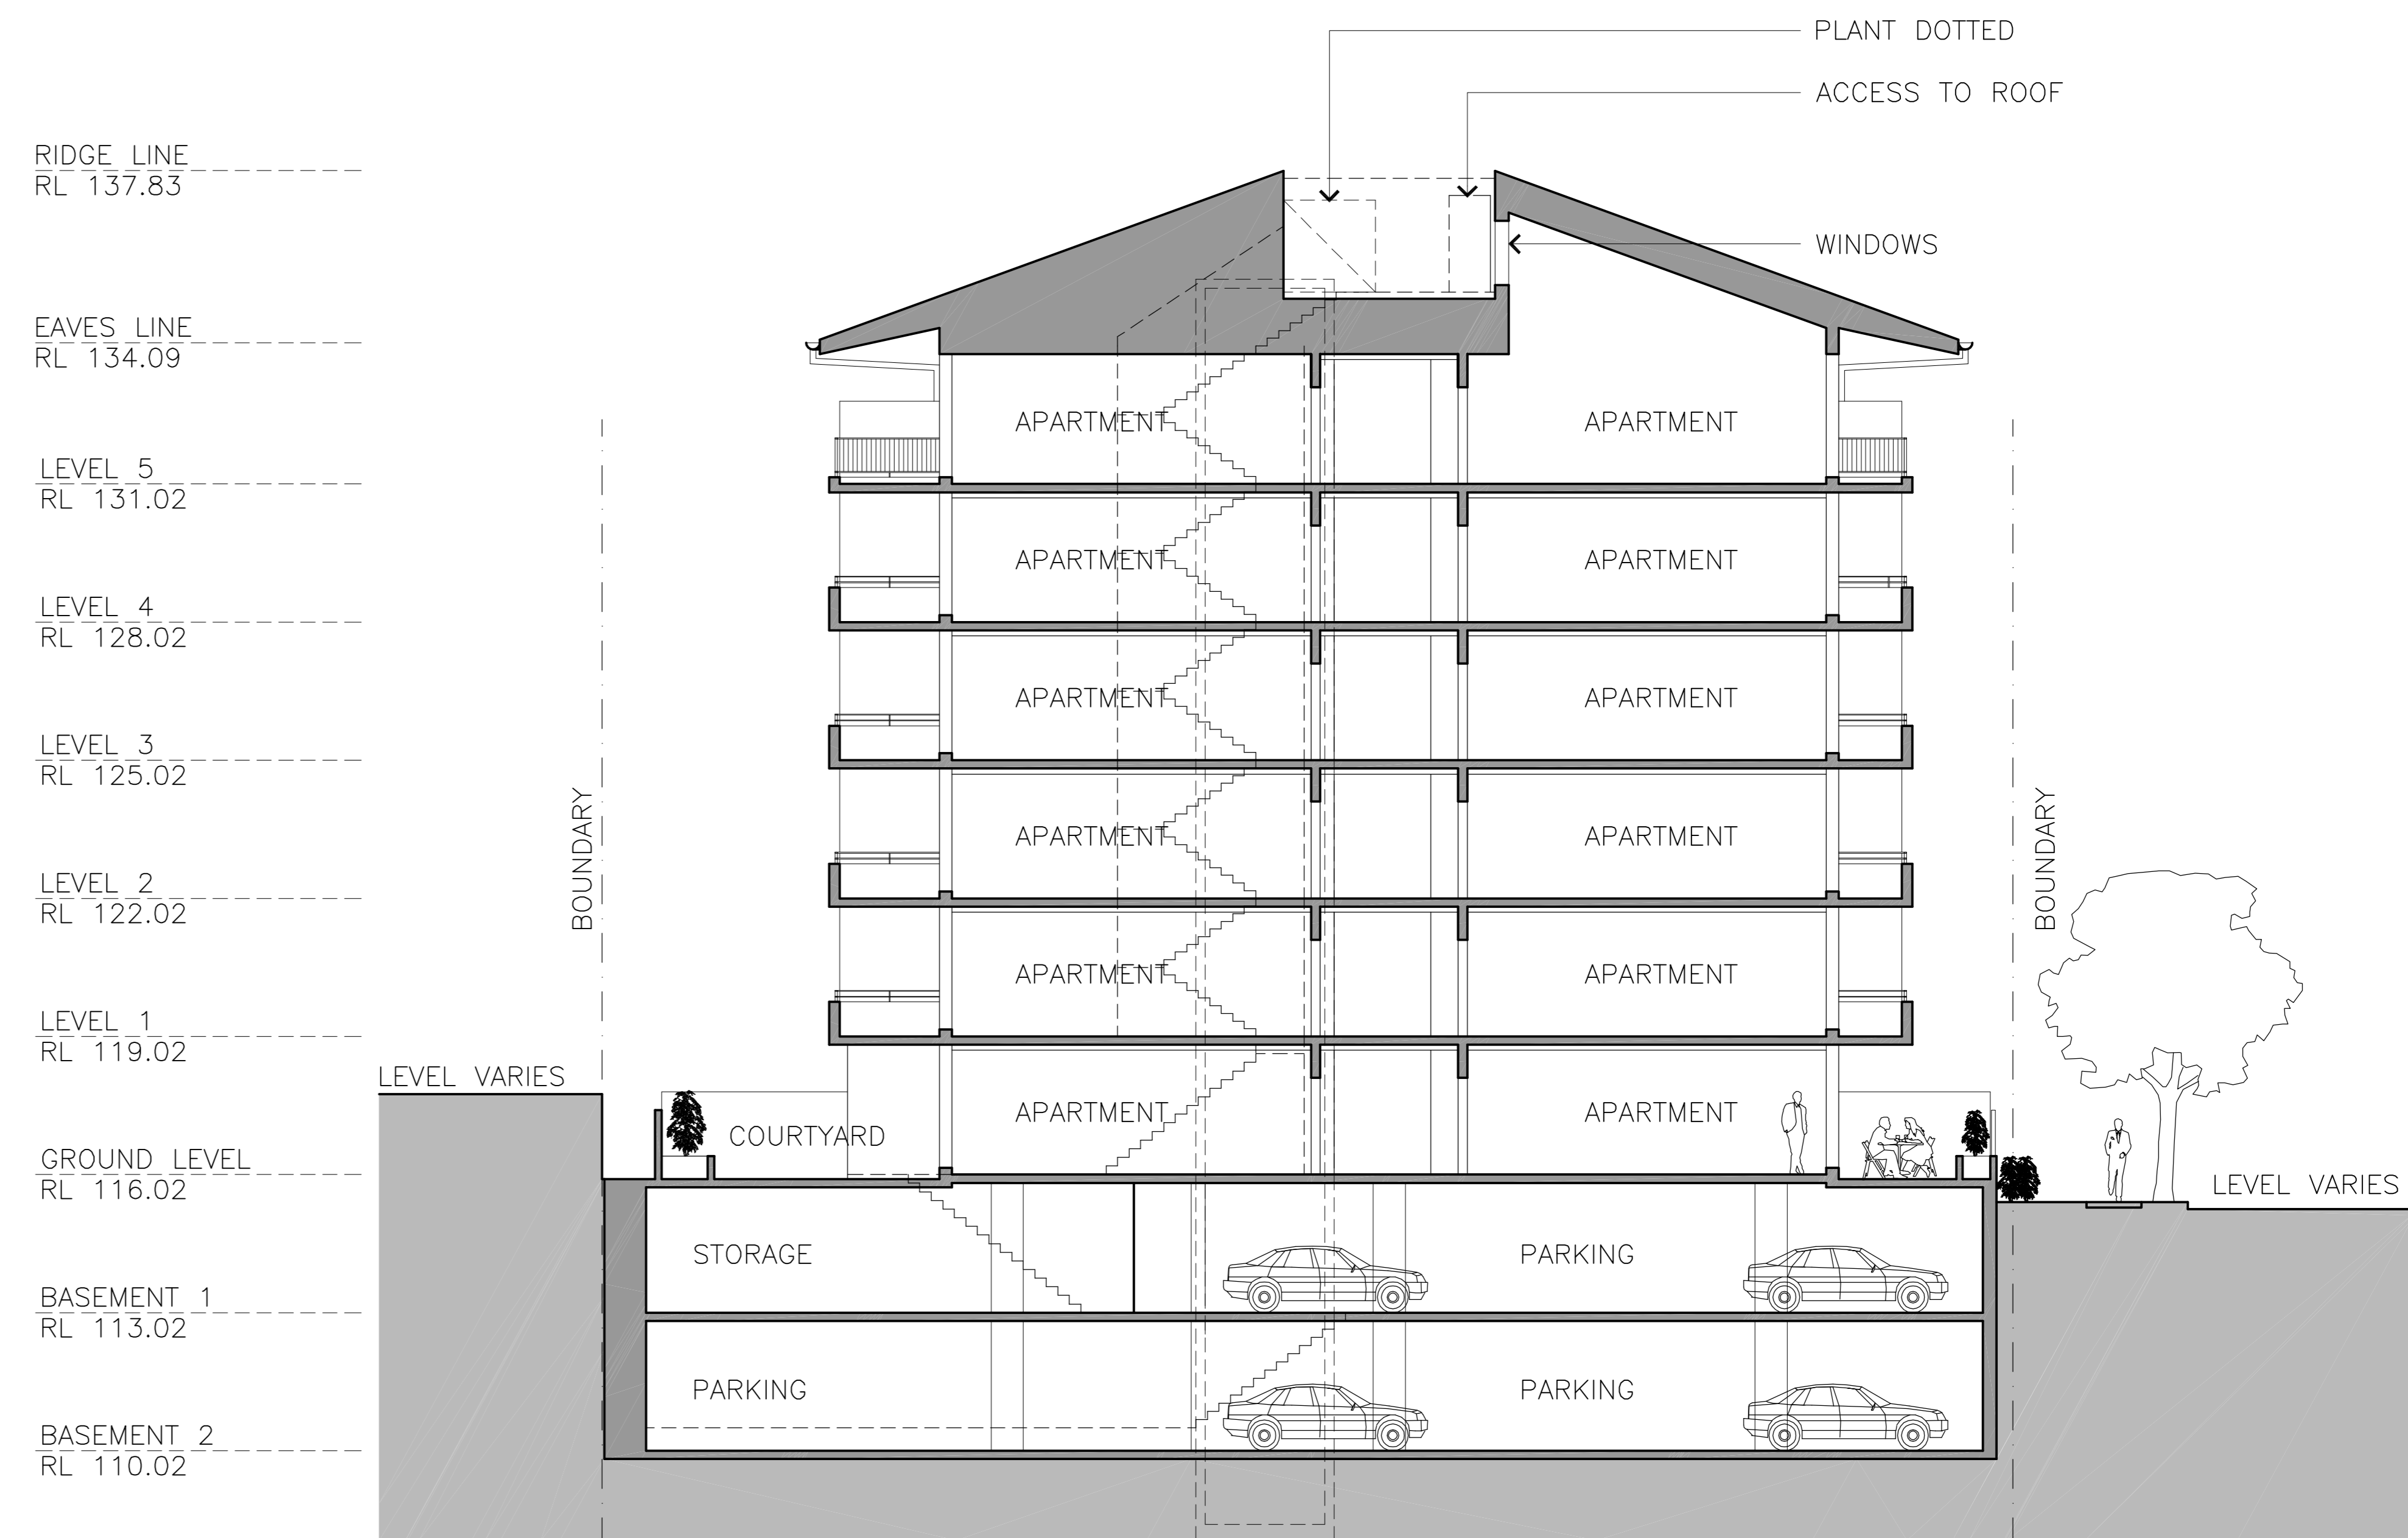 PLANT DOTTED
ACCESS TO ROOF
RIDGE LINE
RL 137.83
WINDOWS
EAVES LINE
RL 134.09
APARTMENT APARTMENT
LEVEL 5
RL 131.02
APARTMENT APARTMENT
LEVEL 4
RL 128.02
APARTMENT APARTMENT
LEVEL 3
RL 125.02
BOUNDARY
BOUNDARY
APARTMENT APARTMENT
LEVEL 2
RL 122.02
APARTMENT APARTMENT
LEVEL 1
RL 119.02
LEVEL VARIES
APARTMENT APARTMENT
COURTYARD
GROUND LEVEL
RL 116.02
LEVEL VARIES
STORAGE PARKING
BASEMENT 1
RL 113.02
PARKING PARKING
BASEMENT 2
RL 110.02